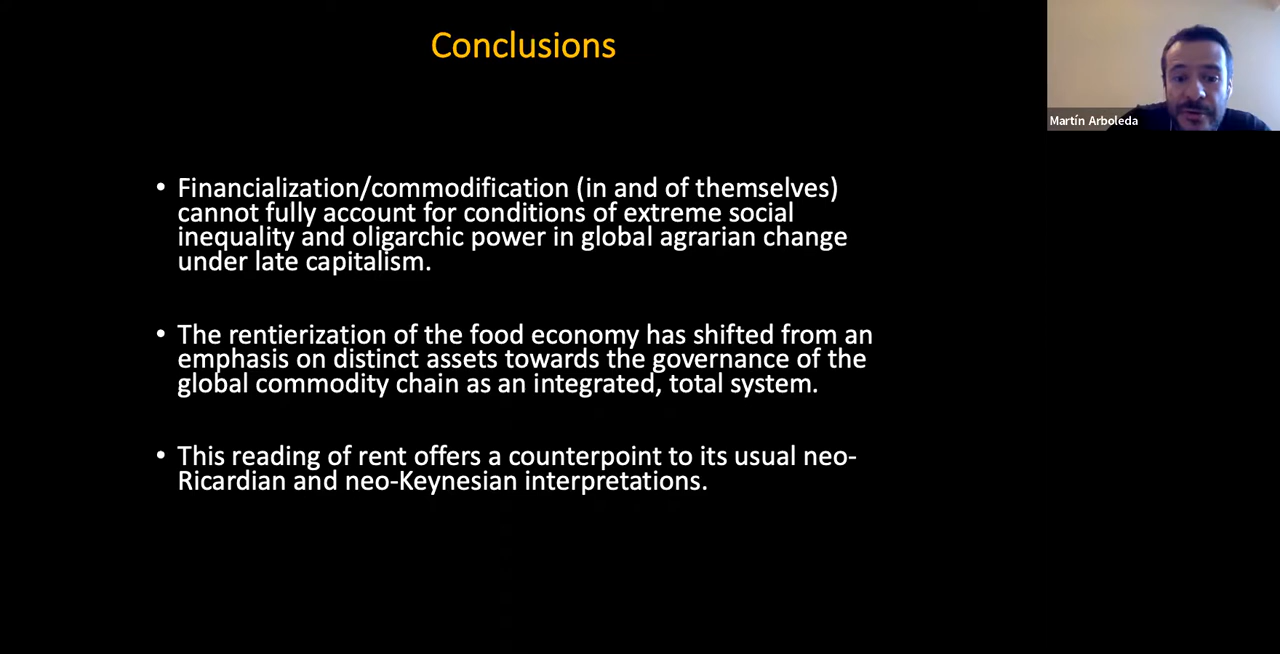 Conclusions
Martín Arboleda
• Financialization/commodification (in and of themselves)
cannot fully account for conditions of extreme social
inequality and oligarchic power in global agrarian change
under late capitalism.
• The rentierization of the food economy has shifted from an
emphasis on distinct assets towards the governance of the
global commodity chain as an integrated, total system.
• This reading of rent offers a counterpoint to its usual neo-
Ricardian and neo-Keynesian interpretations.